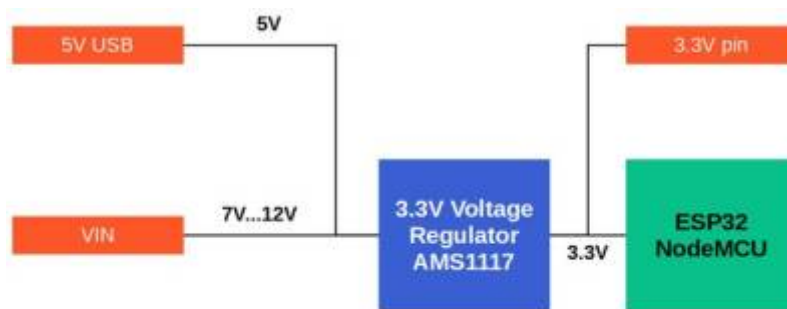 5V USB
5V
3.3V pin
VIN
7V...12V
3.3V Voltage
Regulator
AMS1117
3.3V
ESP32
NodeMCU